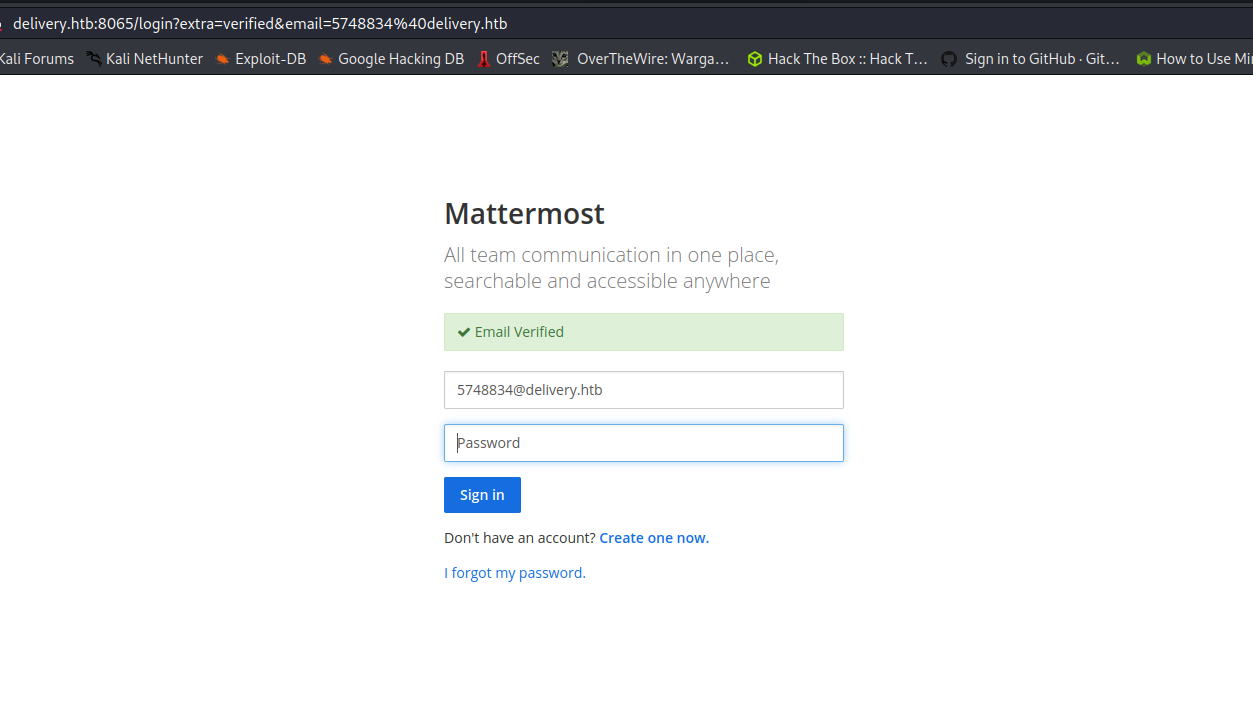 delivery.htb:8065/login?extra=verified&email=5748834%40delivery.htb
Kali Forums Kali NetHunter Exploit-DB Google Hacking DB OffSec OverTheWire: Warga… Hack The Box :: Hack T… Sign in to GitHub · Git… How to Use Mi
Mattermost
All team communication in one place,
searchable and accessible anywhere
Email Verified
5748834@delivery.htb
Password
Sign in
Don't have an account? Create one now.
I forgot my password.